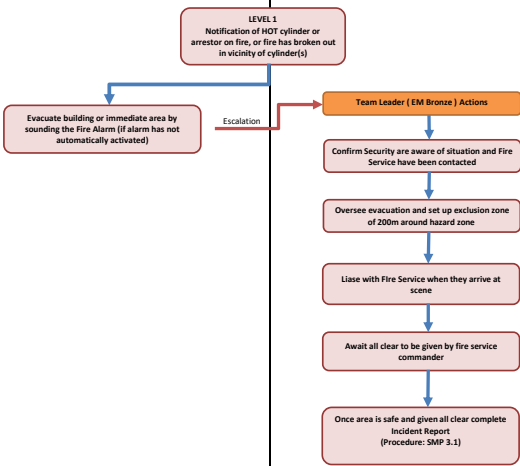 LEVEL 1
Notification of HOT cylinder or
arrestor on fire, or fire has broken out
in vicinity of cylinder(s)
Evacuate building or immediate area by
sounding the Fire Alarm (if alarm has not
automatically activated)
Escalation
Team Leader ( EM Bronze ) Actions
Confirm Security are aware of situation and Fire
Service have been contacted
Oversee evacuation and set up exclusion zone
of 200m around hazard zone
Liase with FIre Service when they arrive at
scene
Await all clear to be given by fire service
commander
Once area is safe and given all clear complete
Incident Report
(Procedure: SMP 3.1)